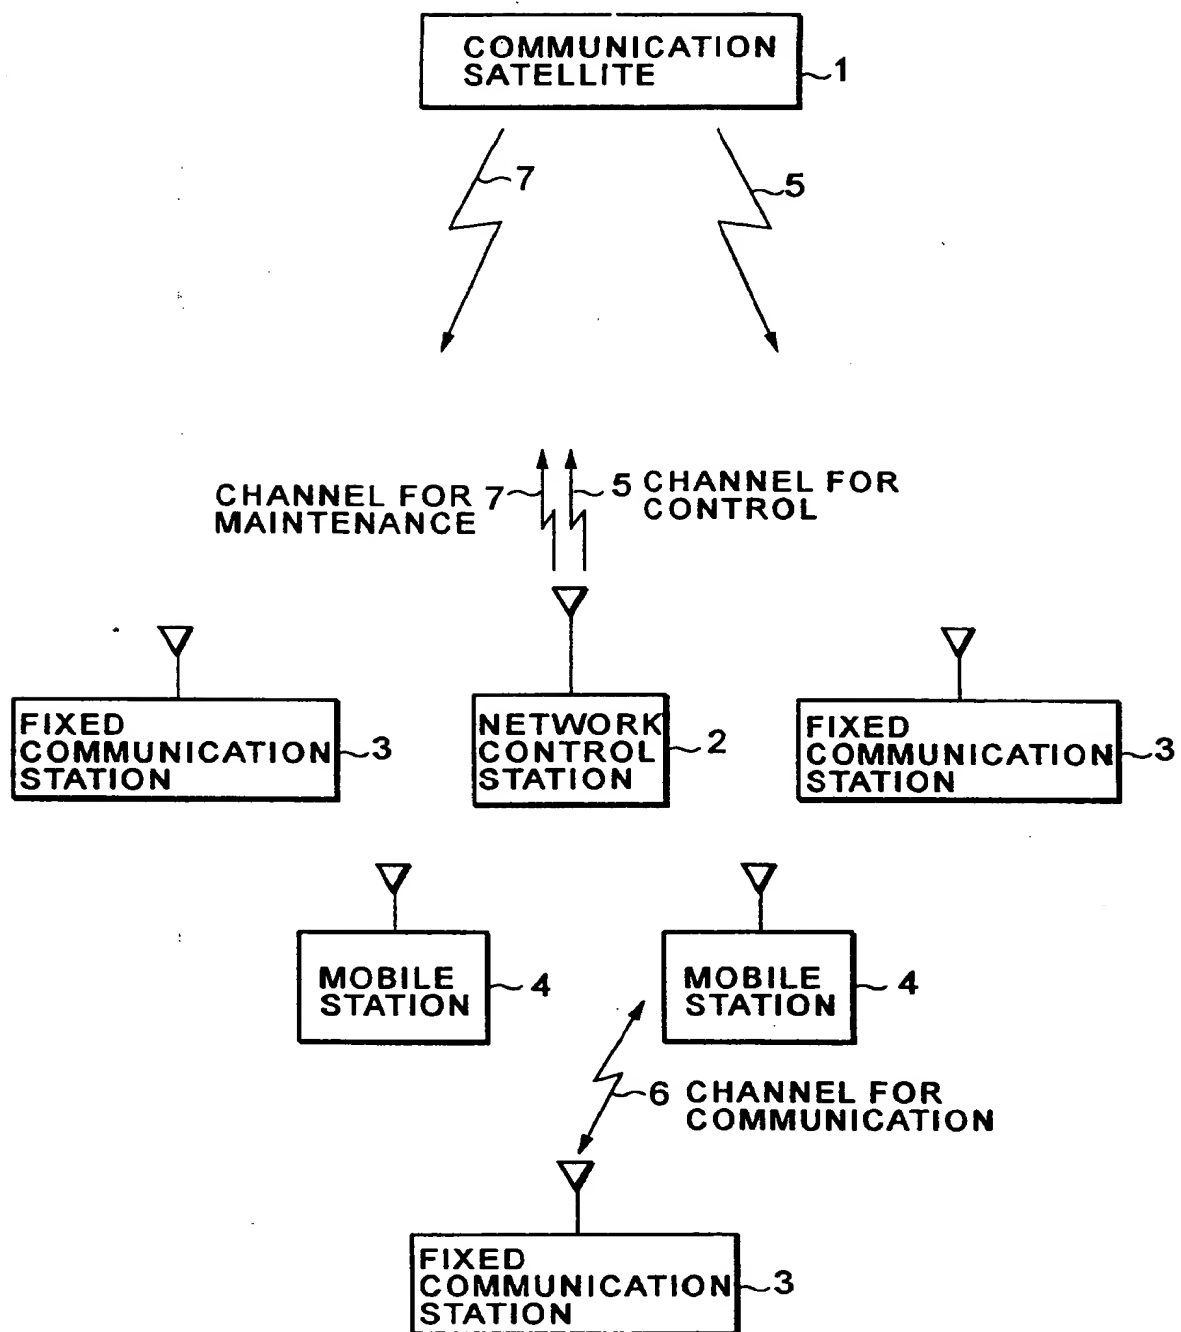 COMMUNICATION
SATELLITE
1
7
5
CHANNEL FOR
MAINTENANCE
7
5
CHANNEL FOR
CONTROL
FIXED
COMMUNICATION
STATION
3
NETWORK
CONTROL
STATION
2
FIXED
COMMUNICATION
STATION
3
MOBILE
STATION
4
MOBILE
STATION
4
6
CHANNEL FOR
COMMUNICATION
FIXED
COMMUNICATION
STATION
3